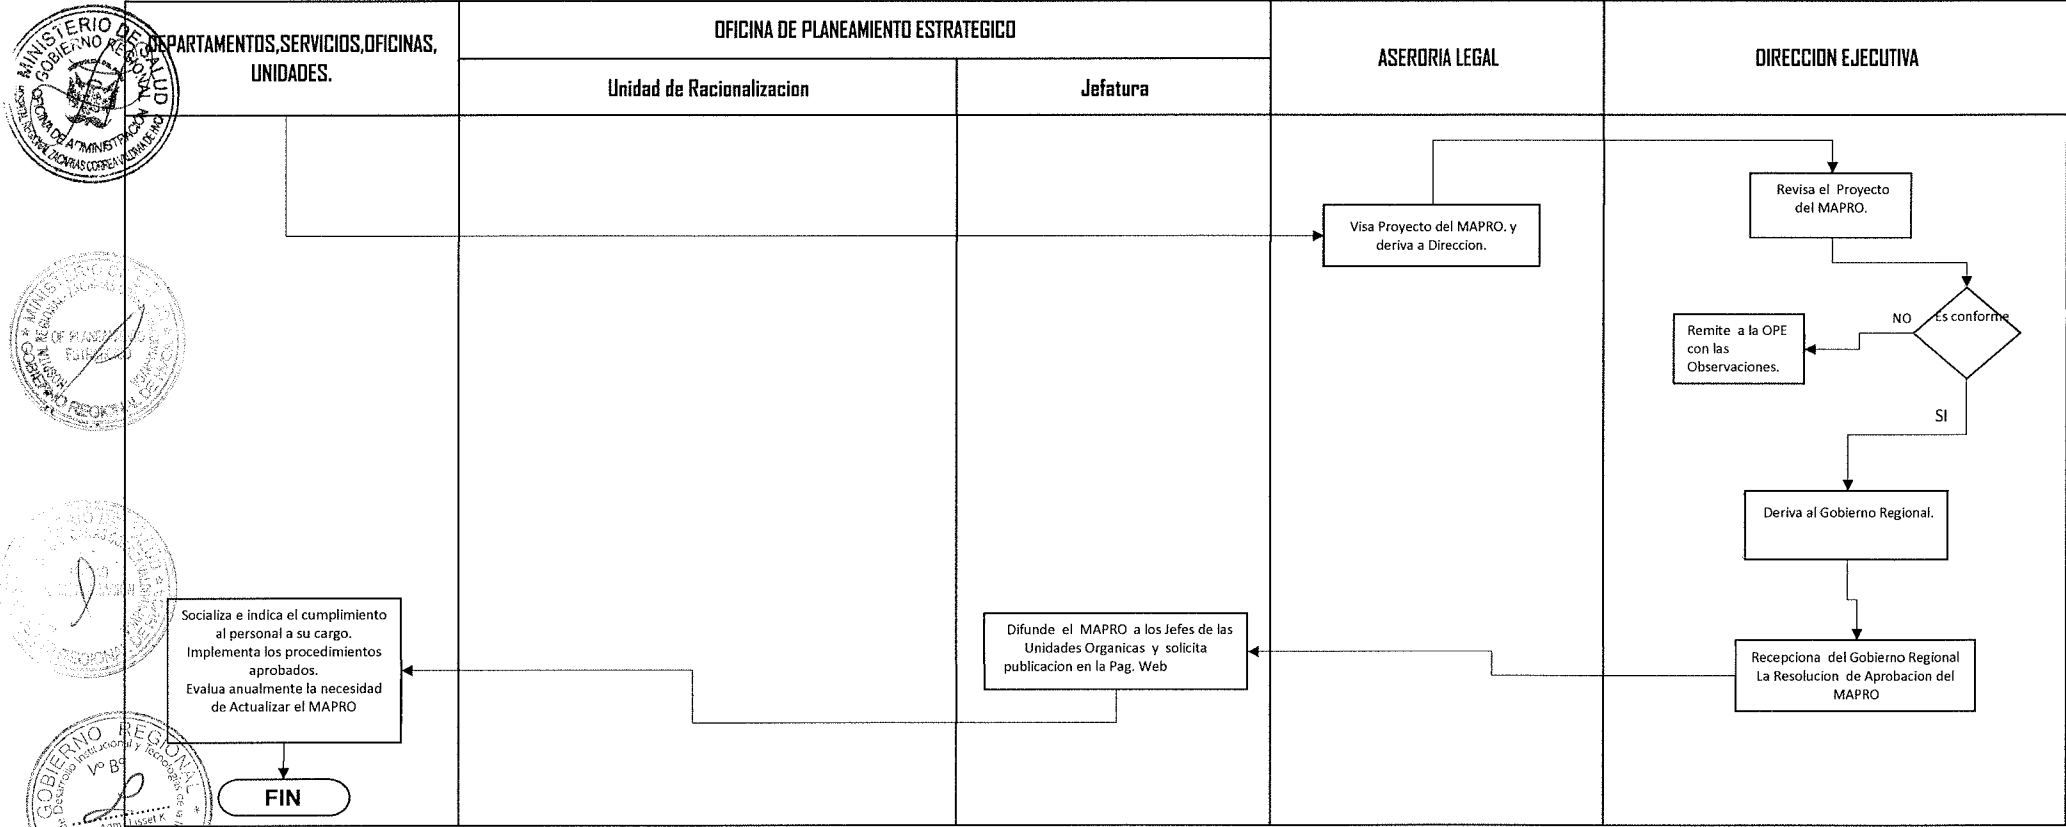 MINISTERIO DE SALUD
GOBIERNO REGIONAL
OFICINA DE ADMINISTRACIÓN
DEPARTAMENTOS,SERVICIOS,OFICINAS,
UNIDADES.
OFICINA DE PLANEAMIENTO ESTRATEGICO
Unidad de Racionalizacion
Jefatura
ASERORIA LEGAL
DIRECCION EJECUTIVA
Revisa el Proyecto
del MAPRO.
Visa Proyecto del MAPRO. y
deriva a Direccion.
Es conforme
NO
Remite a la OPE
con las
Observaciones.
SI
Deriva al Gobierno Regional.
Recepciona del Gobierno Regional
La Resolucion de Aprobacion del
MAPRO
Difunde el MAPRO a los Jefes de las
Unidades Organicas y solicita
publicacion en la Pag. Web
Socializa e indica el cumplimiento
al personal a su cargo.
Implementa los procedimientos
aprobados.
Evalua anualmente la necesidad
de Actualizar el MAPRO
FIN
GOBIERNO REGIONAL
Vº Bº